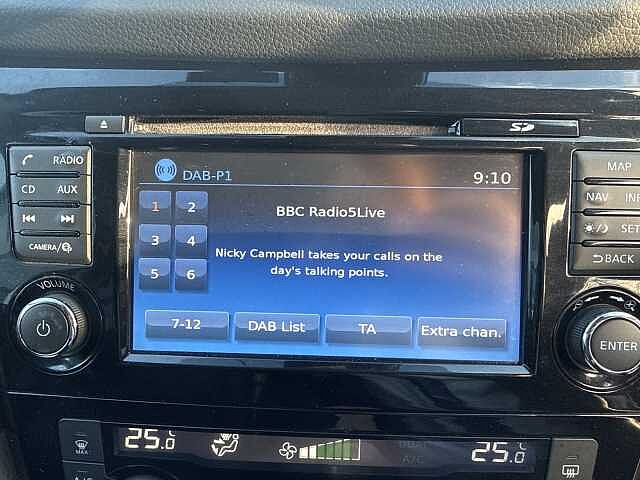 SD
RADIO
MAP
CD AUX
NAV
SET
CAMERA/
BACK
VOLUME
ENTER
DAB-P1
9:10
1 2
BBC Radio5Live
3 4
Nicky Campbell takes your calls on the
day's talking points.
5 6
7-12 DAB List TA Extra chan.
25.0
25.0
MAX
A/C